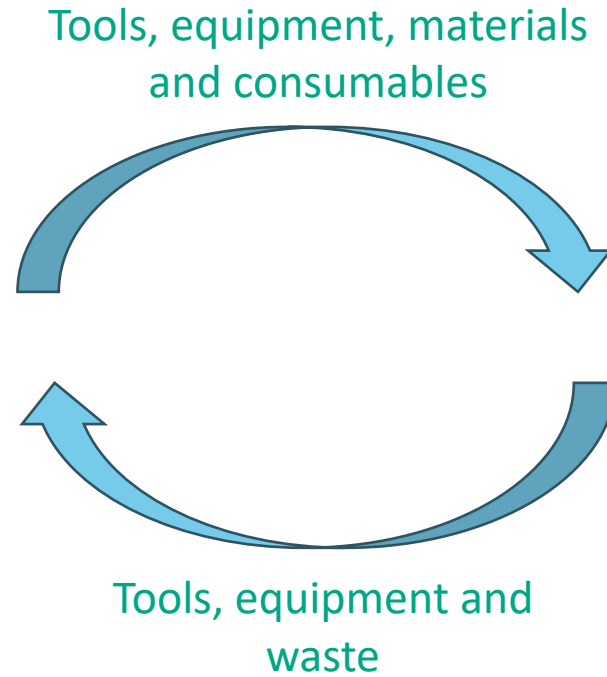 Tools, equipment, materials
and consumables
Tools, equipment and
waste